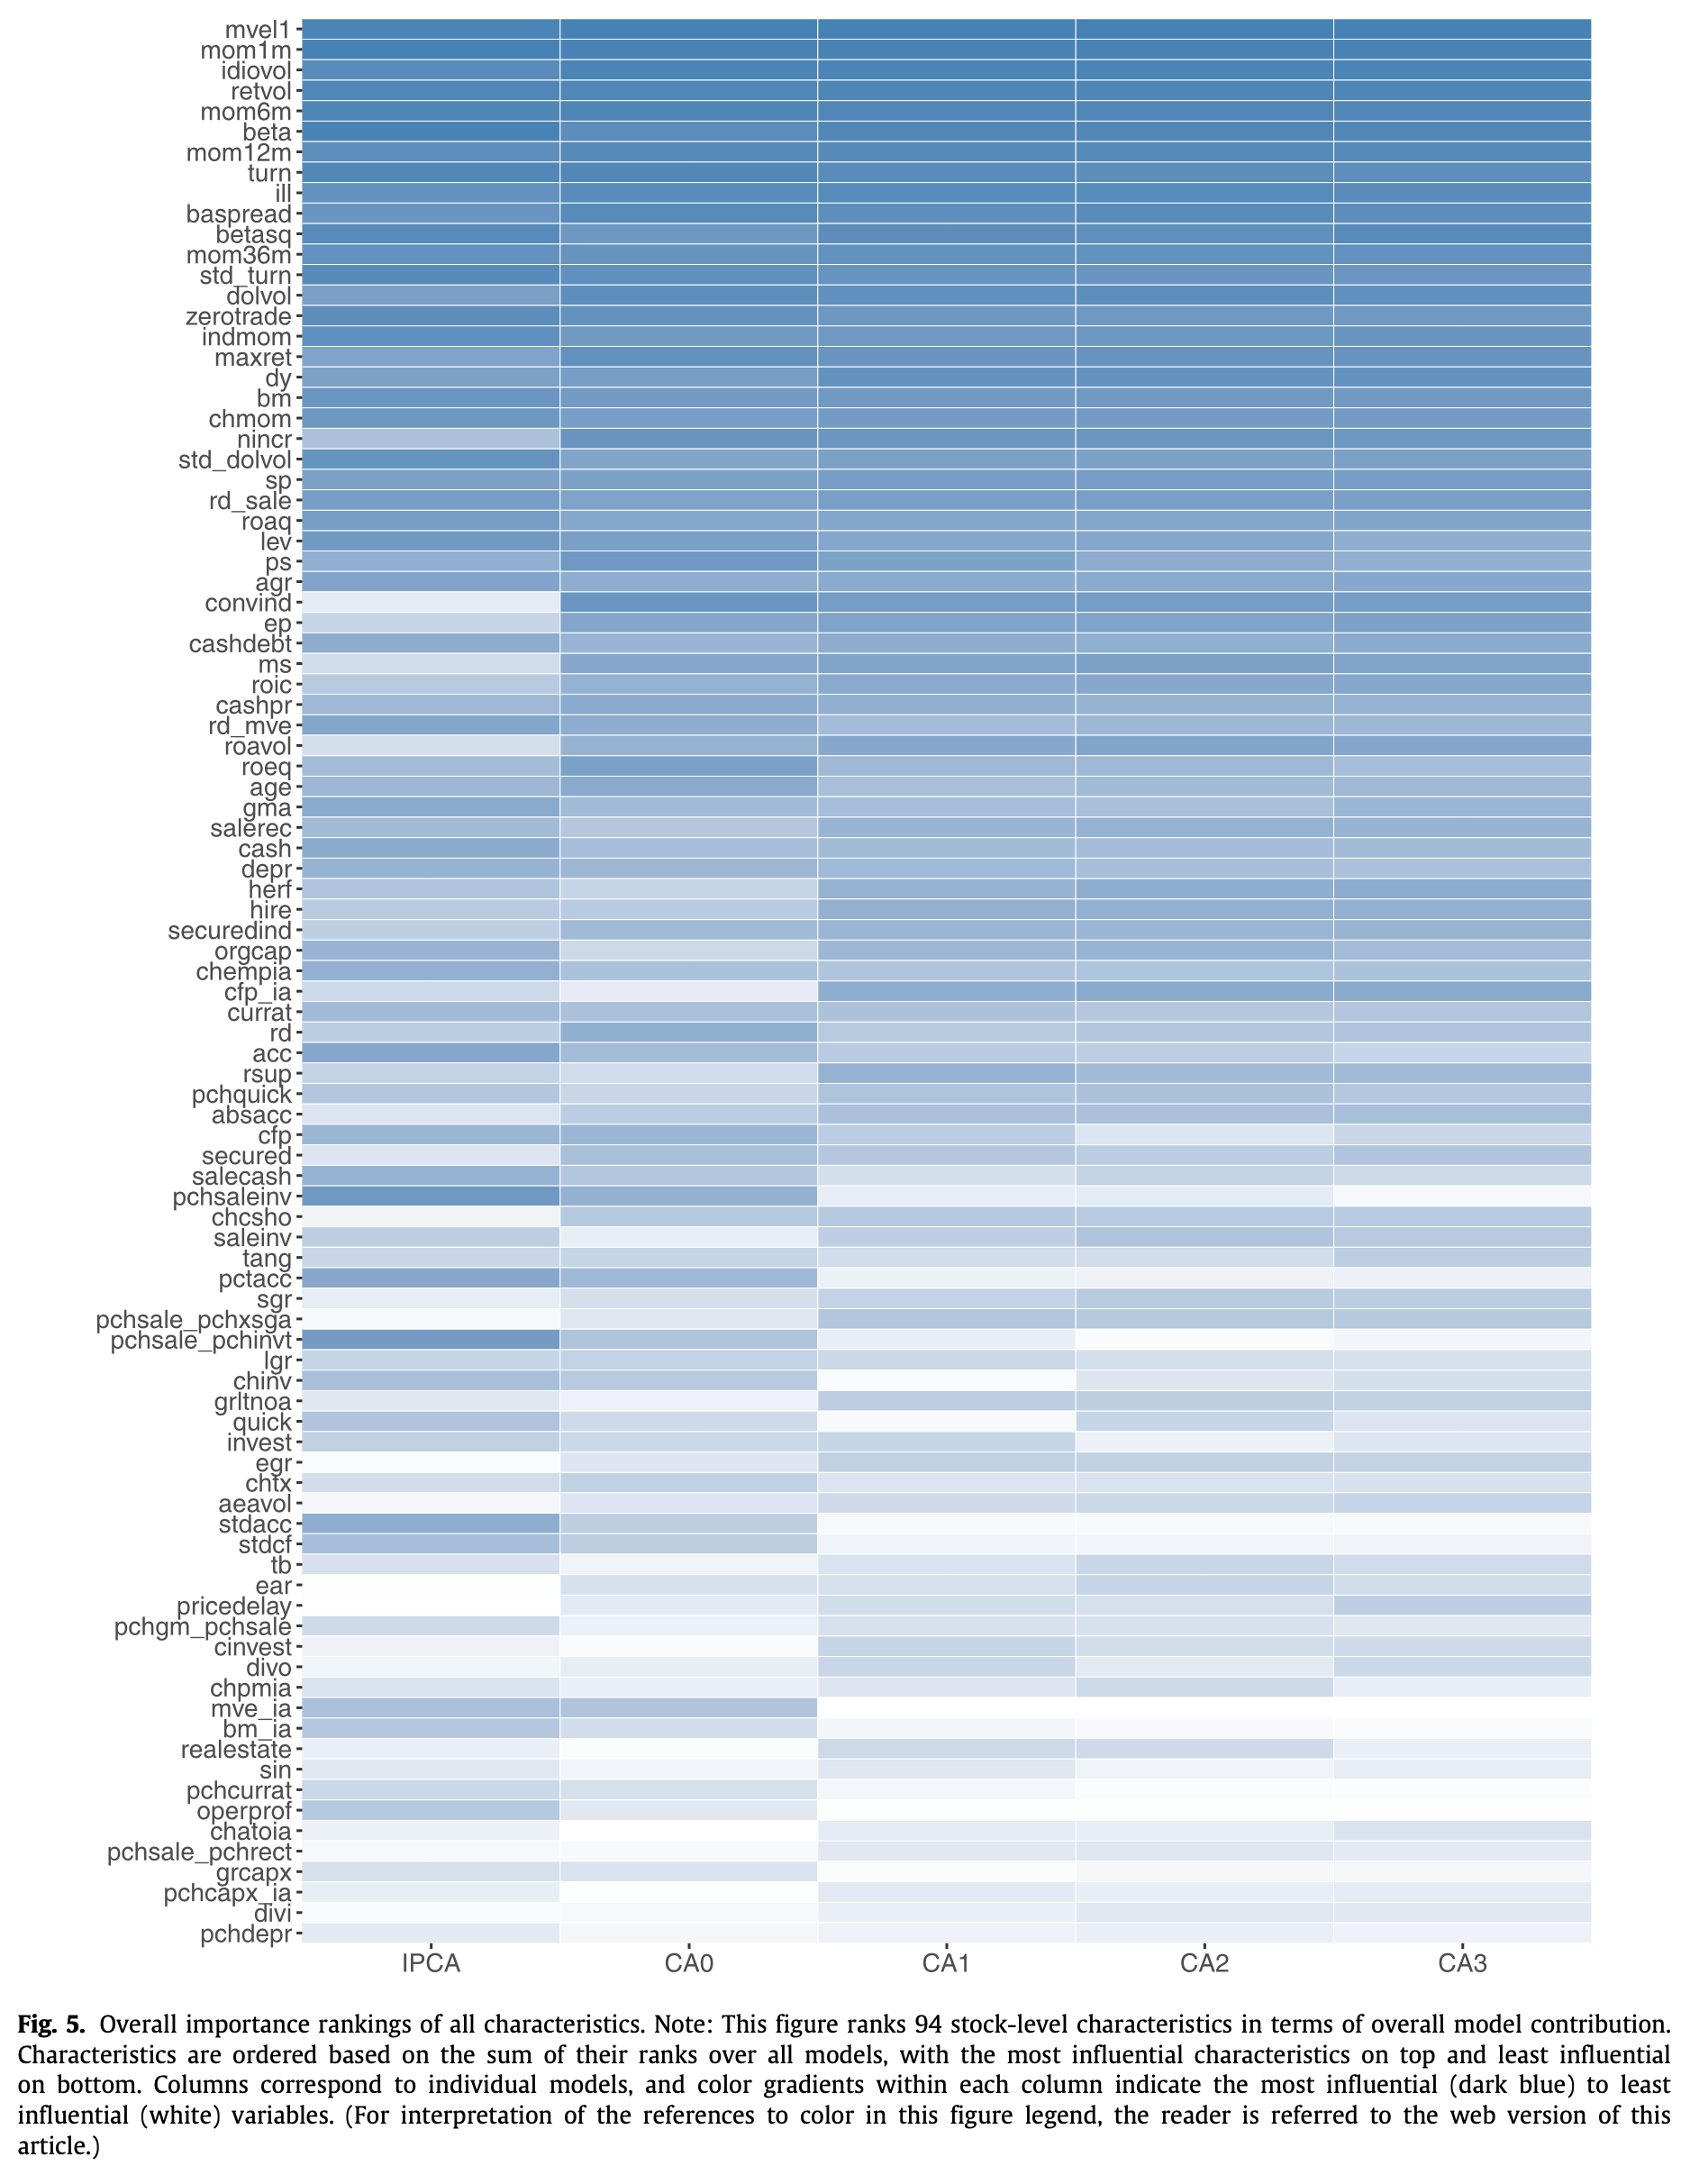 mvel1
mom1m
idiovol
retvol
mom6m
beta
mom12m
turn
ill
baspread
betasq
mom36m
std_turn
dolvol
zerotrade
indmom
maxret
dy
bm
chmom
nincr
std_dolvol
sp
rd_sale
roaq
lev
ps
agr
convind
ep
cashdebt
ms
roic
cashpr
rd_mve
roavol
roeq
age
gma
salerec
cash
depr
herf
hire
securedind
orgcap
chempia
cfp_ia
currat
rd
acc
rsup
pchquick
absacc
cfp
secured
salecash
pchsaleinv
chcsho
saleinv
tang
pctacc
sgr
pchsale_pchxsga
pchsale_pchinvt
lgr
chinv
grltnoa
quick
invest
egr
chtx
aeavol
stdacc
stdcf
tb
ear
pricedelay
pchgm_pchsale
cinvest
divo
chpmia
mve_ia
bm_ia
realestate
sin
pchcurrat
operprof
chatoia
pchsale_pchrect
grcapx
pchcapx_ia
divi
pchdepr
IPCA CA0 CA1 CA2 CA3
Fig. 5. Overall importance rankings of all characteristics. Note: This figure ranks 94 stock-level characteristics in terms of overall model contribution.
Characteristics are ordered based on the sum of their ranks over all models, with the most influential characteristics on top and least influential
on bottom. Columns correspond to individual models, and color gradients within each column indicate the most influential (dark blue) to least
influential (white) variables. (For interpretation of the references to color in this figure legend, the reader is referred to the web version of this
article.)